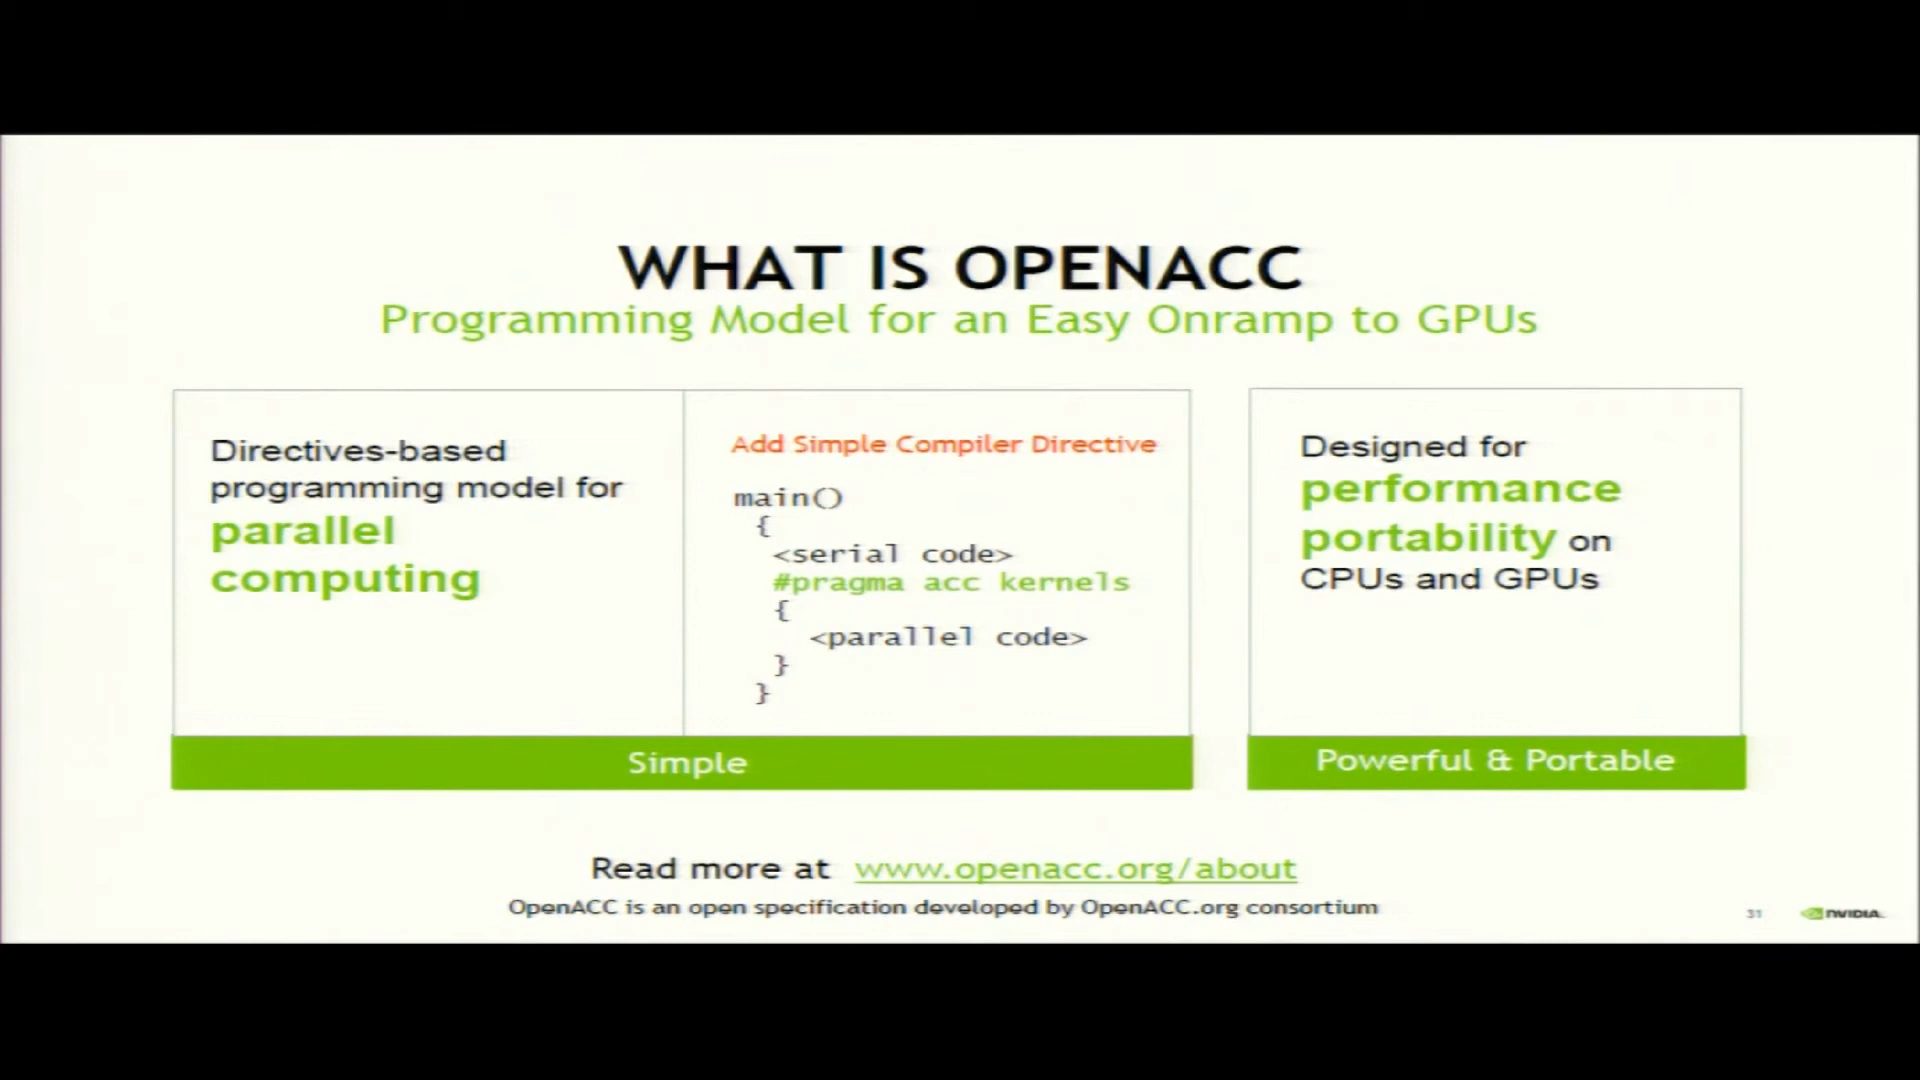 WHAT IS OPENACC
Programming Model for an Easy Onramp to GPUs
Directives-based
programming model for
parallel
computing
Add Simple Compiler Directive
main()
{
<serial code>
#pragma acc kernels
{
<parallel code>
}
}
Simple
Designed for
performance
portability on
CPUs and GPUs
Powerful & Portable
Read more at www.openacc.org/about
OpenACC is an open specification developed by OpenACC.org consortium
31
NVIDIA.